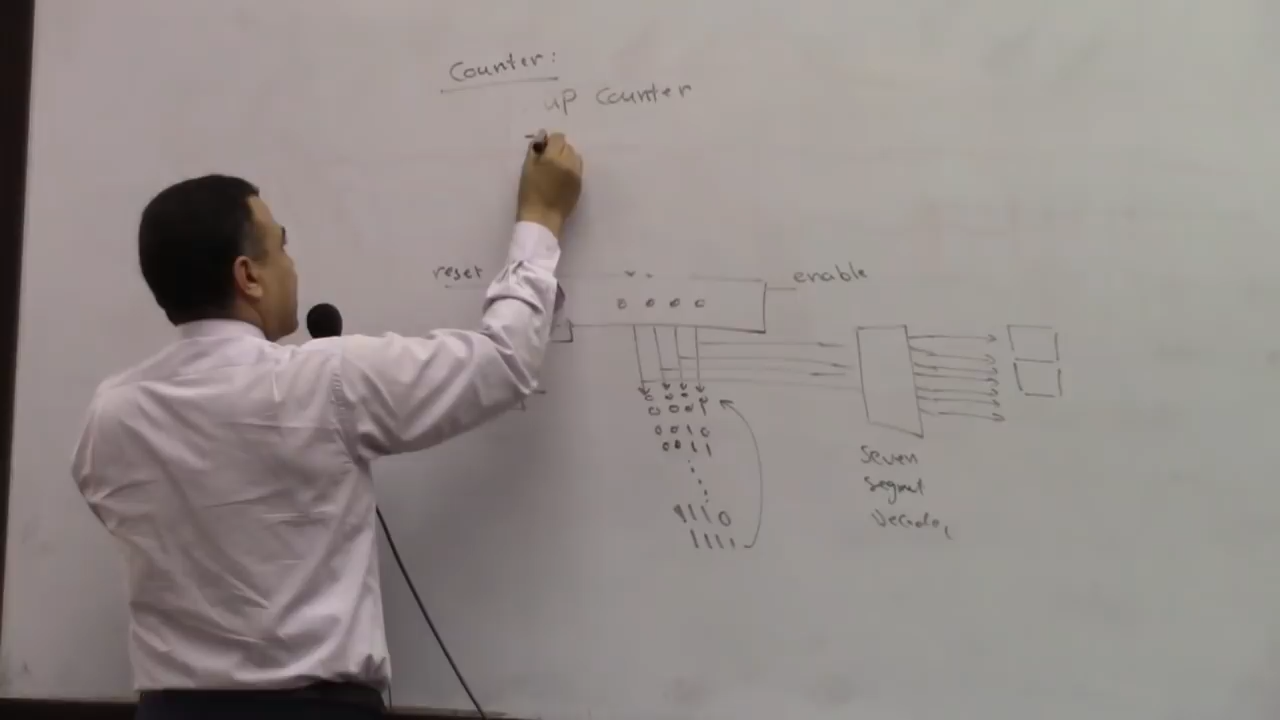 Counter:
up counter
reset
enable
0 0 0 0
0 0 0 0
0 0 0 1
0 0 1 0
0 0 1 1
1 1 1 0
1 1 1 1
Seven
Segment
Decoder